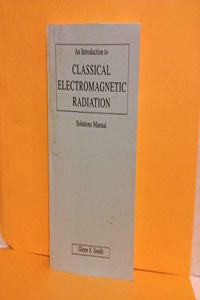 An Introduction to
CLASSICAL
ELECTROMAGNETIC
RADIATION
Solutions Manual
Glenn S. Smith